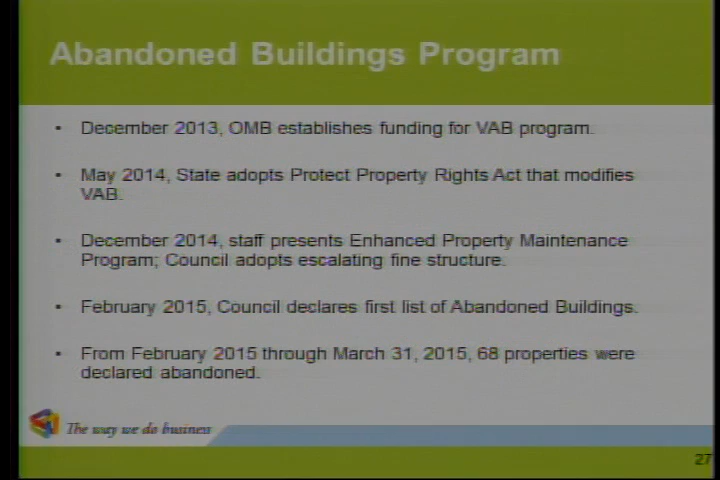 Abandoned Buildings Program
• December 2013, OMB establishes funding for VAB program.
• May 2014, State adopts Protect Property Rights Act that modifies
VAB.
• December 2014, staff presents Enhanced Property Maintenance
Program; Council adopts escalating fine structure.
• February 2015, Council declares first list of Abandoned Buildings.
• From February 2015 through March 31, 2015, 68 properties were
declared abandoned.
The way we do business
27